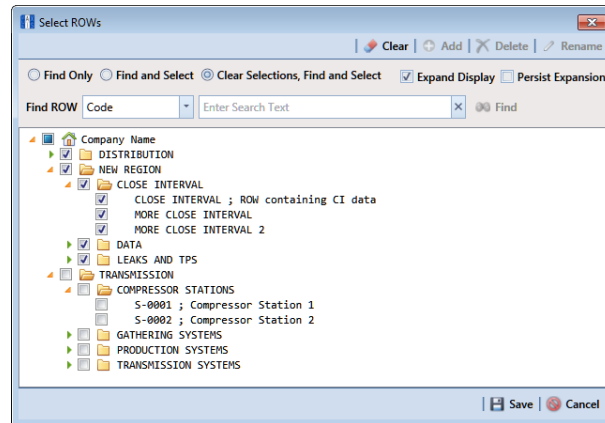 Select ROWs
Clear Add Delete Rename
Find Only Find and Select Clear Selections, Find and Select Expand Display Persist Expansion
Find ROW Code Enter Search Text Find
Company Name
DISTRIBUTION
NEW REGION
CLOSE INTERVAL
CLOSE INTERVAL ; ROW containing CI data
MORE CLOSE INTERVAL
MORE CLOSE INTERVAL 2
DATA
LEAKS AND TPS
TRANSMISSION
COMPRESSOR STATIONS
S-0001 ; Compressor Station 1
S-0002 ; Compressor Station 2
GATHERING SYSTEMS
PRODUCTION SYSTEMS
TRANSMISSION SYSTEMS
Save Cancel